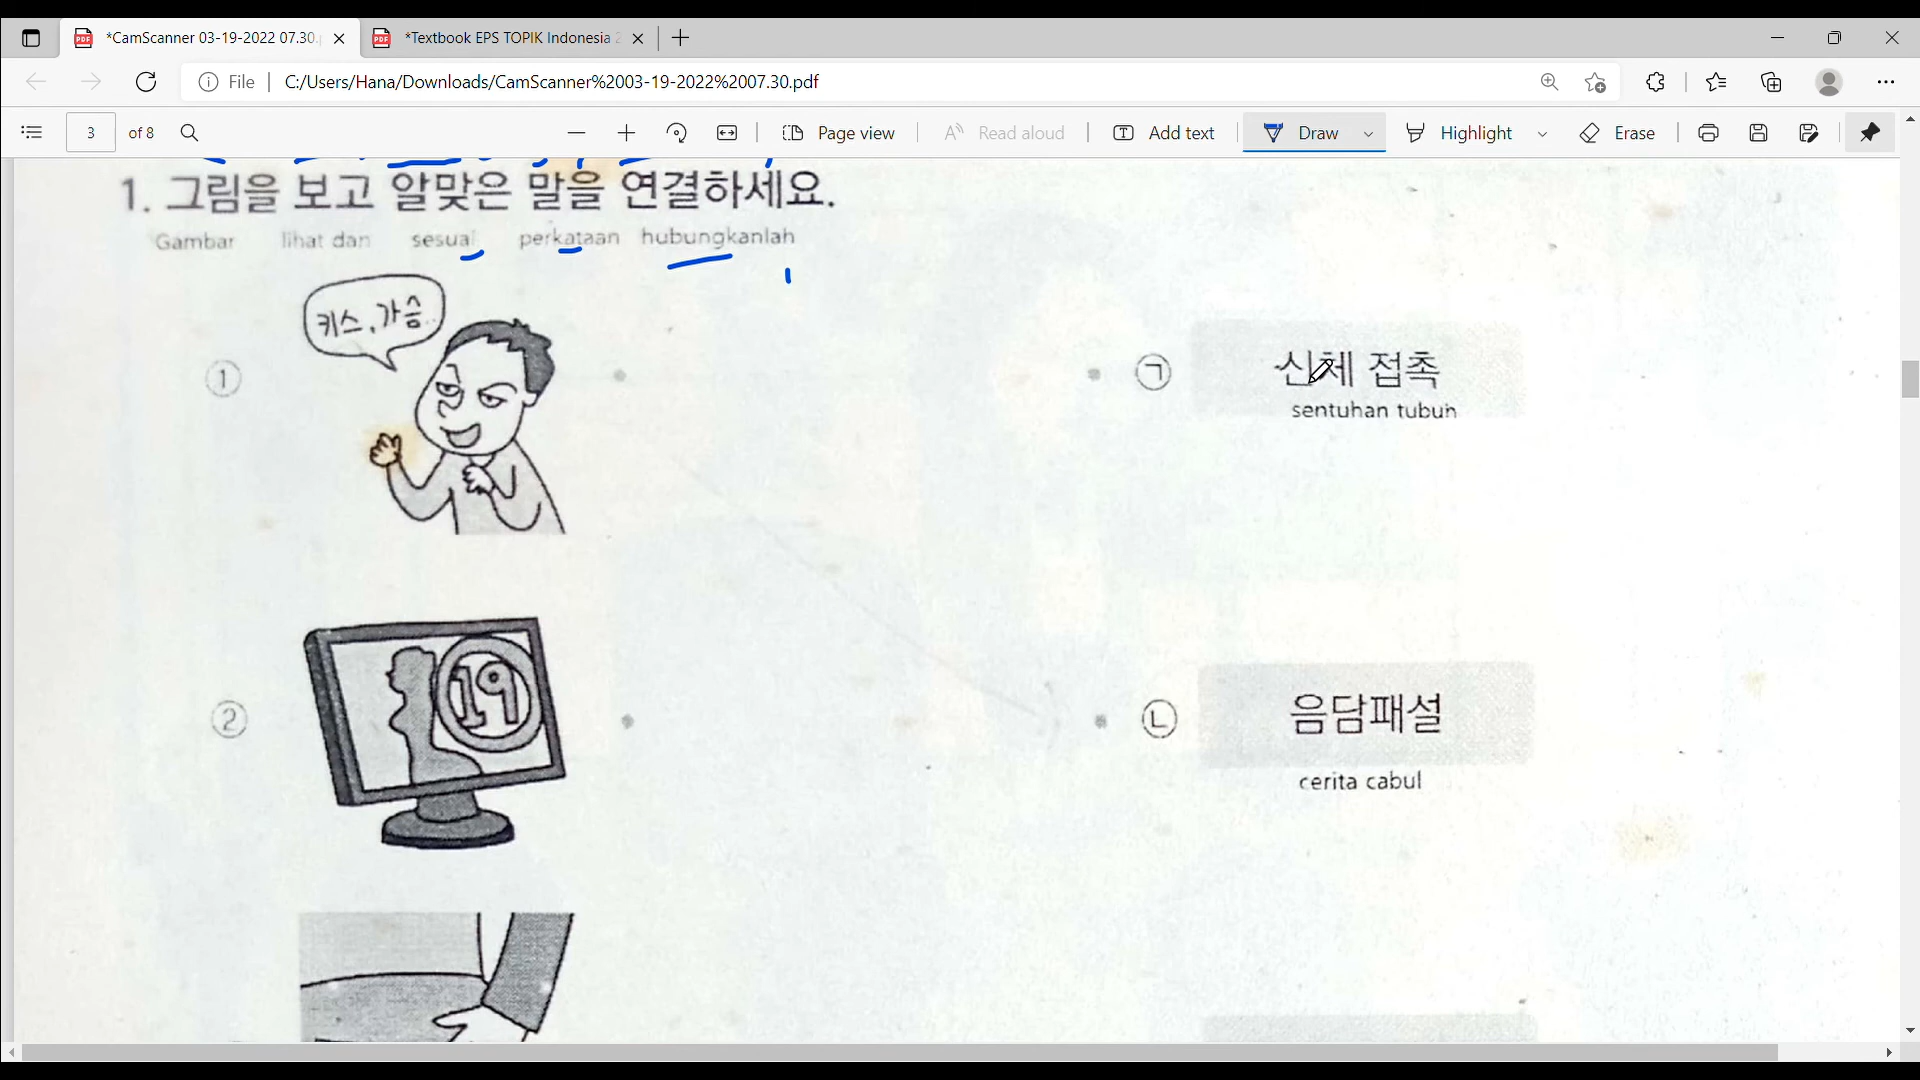 *CamScanner 03-19-2022 07.30.
*Textbook EPS TOPIK Indonesia 2
File
C:/Users/Hana/Downloads/CamScanner%2003-19-2022%2007.30.pdf
3 of 8
Page view
Read aloud
Add text
Draw
Highlight
Erase
1. 그림을 보고 알맞은 말을 연결하세요.
Gambar lihat dan sesuai perkataan hubungkanlah
키스, 가슴..
①
㉠ 신체 접촉
sentuhan tubuh
19
②
㉡ 음담패설
cerita cabul